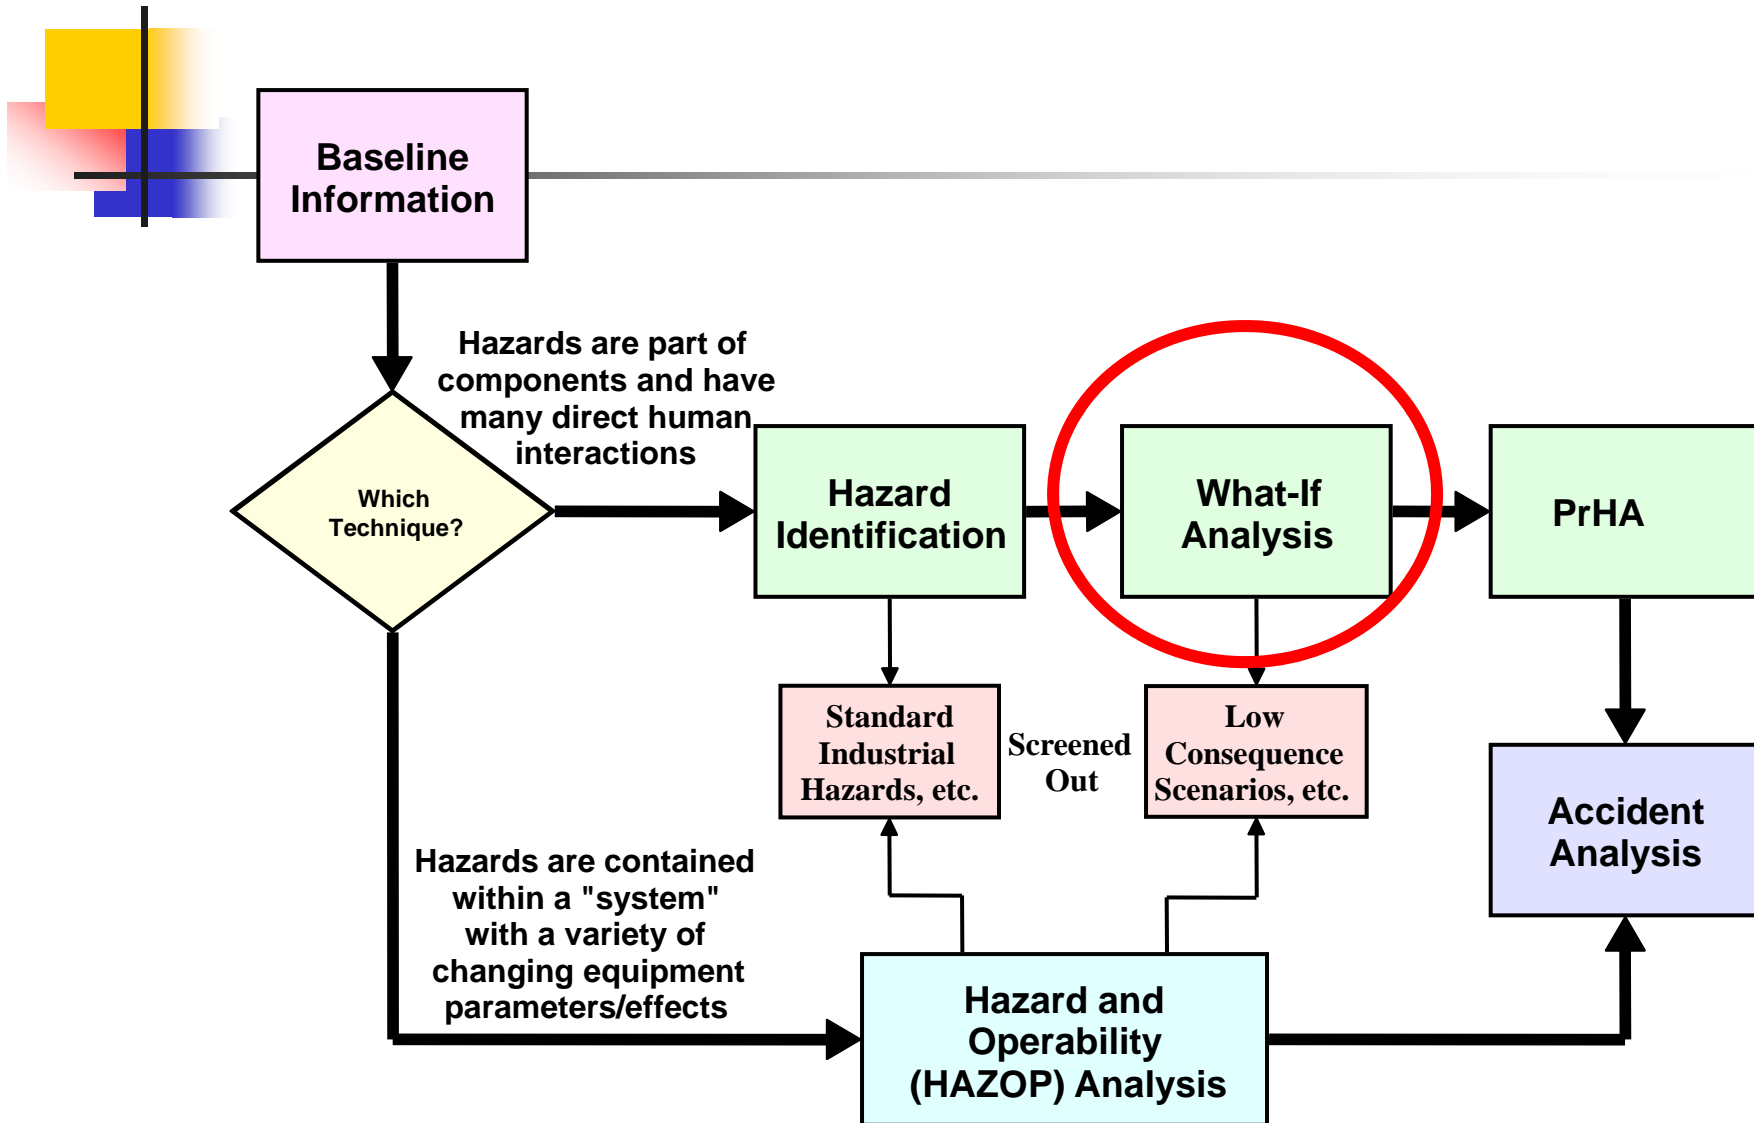 Baseline
Information
Hazards are part of
components and have
many direct human
interactions
Which
Technique?
Hazard
Identification
What-If
Analysis
PrHA
Standard
Industrial
Hazards, etc.
Screened
Out
Low
Consequence
Scenarios, etc.
Accident
Analysis
Hazards are contained
within a "system"
with a variety of
changing equipment
parameters/effects
Hazard and
Operability
(HAZOP) Analysis